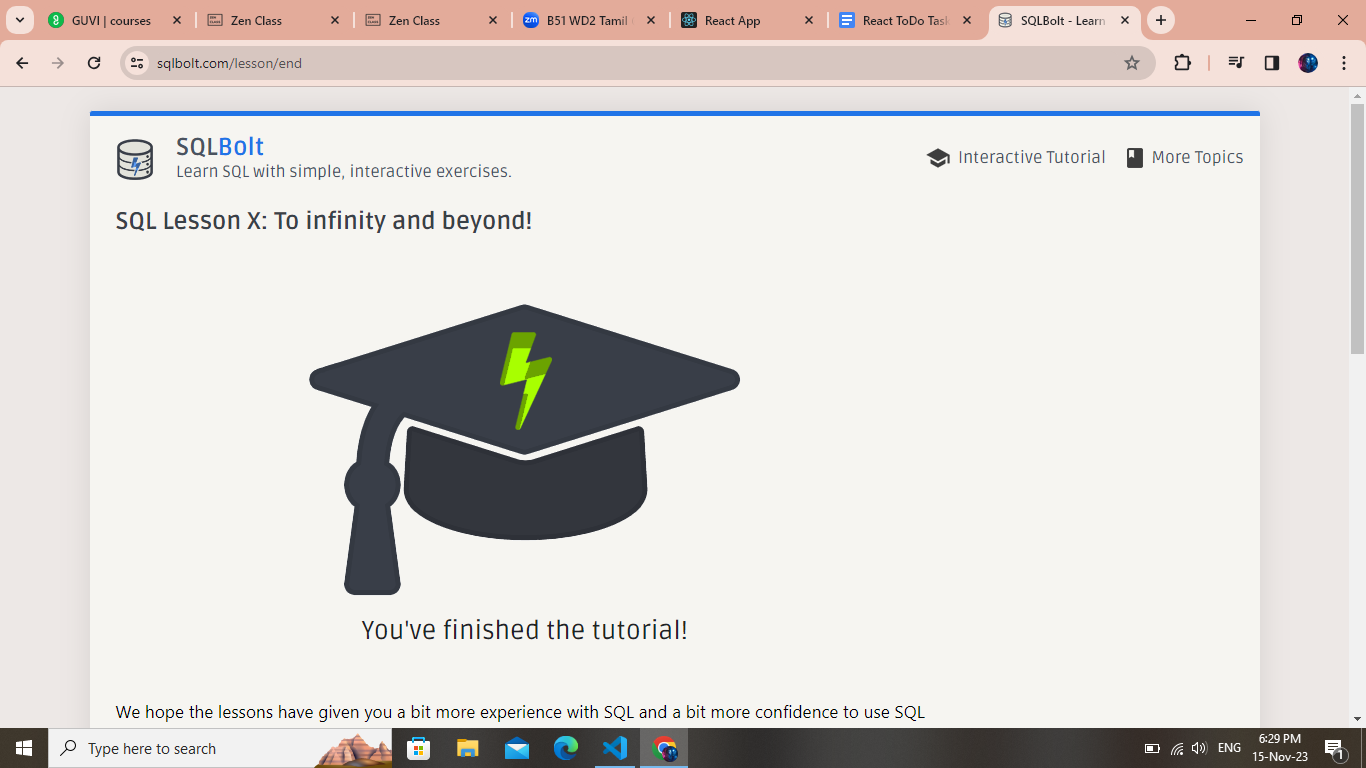 GUVI | courses
Zen Class
Zen Class
B51 WD2 Tamil
React App
React ToDo Task
SQLBolt - Learn
sqlbolt.com/lesson/end
SQLBolt
Learn SQL with simple, interactive exercises.
Interactive Tutorial
More Topics
SQL Lesson X: To infinity and beyond!
You've finished the tutorial!
We hope the lessons have given you a bit more experience with SQL and a bit more confidence to use SQL
Type here to search
ENG
6:29 PM
15-Nov-23
1